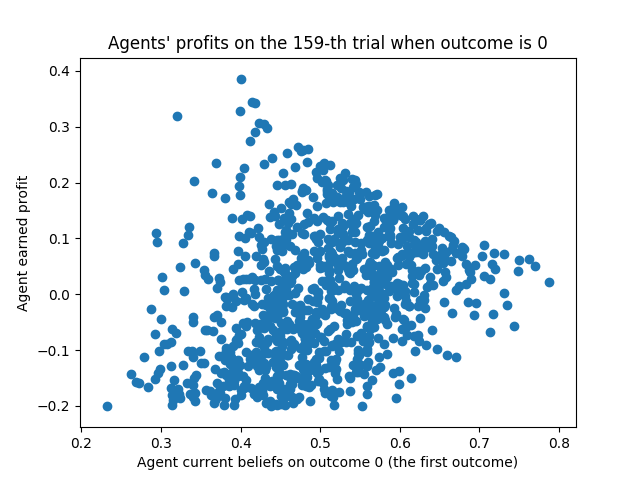 Agents' profits on the 159-th trial when outcome is 0
0.4
0.3
0.2
0.1
0.0
−0.1
−0.2
Agent earned profit
0.2 0.3 0.4 0.5 0.6 0.7 0.8
Agent current beliefs on outcome 0 (the first outcome)